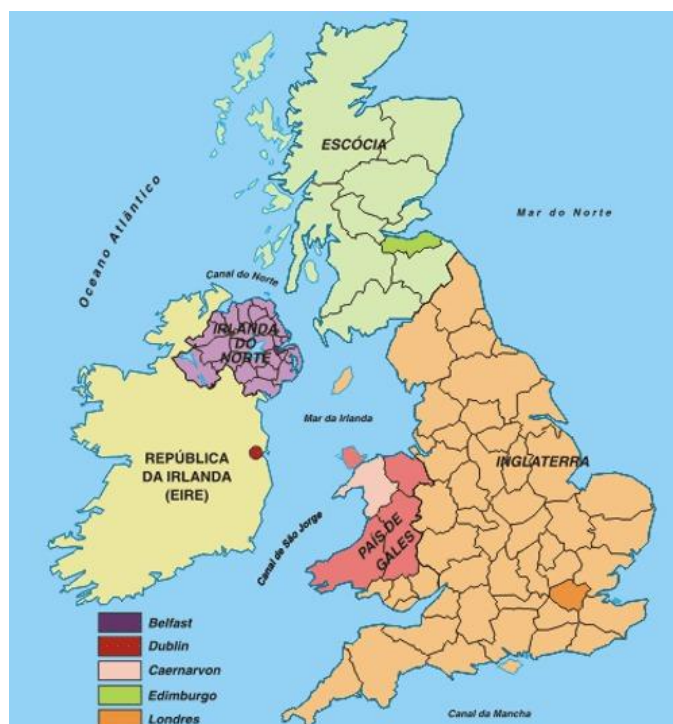 ESCÓCIA
Oceano Atlântico
Mar do Norte
Canal do Norte
IRLANDA
DO
NORTE
Mar da Irlanda
REPÚBLICA
DA IRLANDA
(EIRE)
INGLATERRA
Canal de São Jorge
PAÍS DE
GALES
Belfast
Dublin
Caernarvon
Edimburgo
Londres
Canal da Mancha